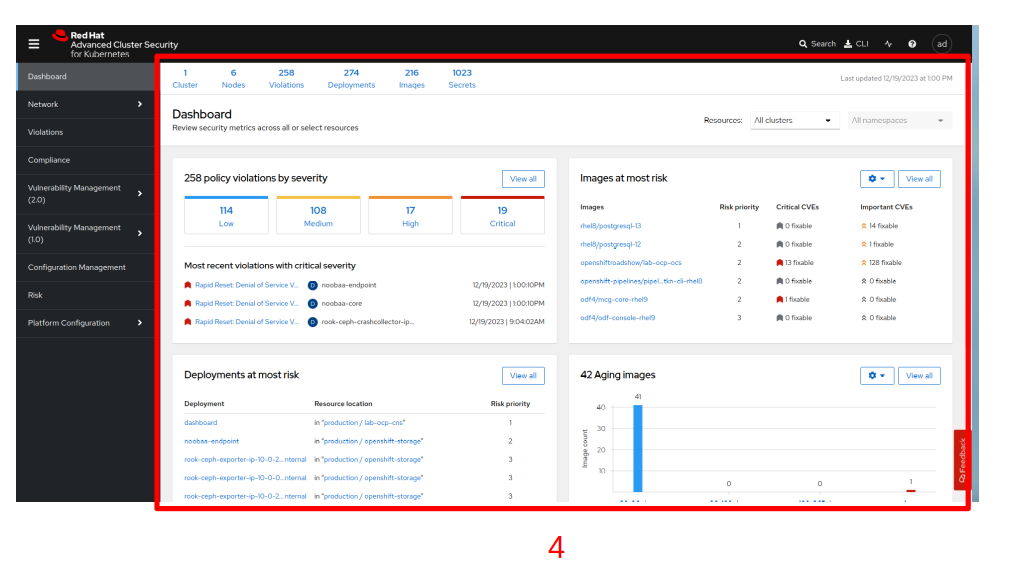 Red Hat
Advanced Cluster Security
for Kubernetes
Search CLI ad
Dashboard
Network
Violations
Compliance
Vulnerability Management
(2.0)
Vulnerability Management
(1.0)
Configuration Management
Risk
Platform Configuration
1 6 258 274 216 1023
Cluster Nodes Violations Deployments Images Secrets
Last updated 12/19/2023 at 1:00 PM
Dashboard
Review security metrics across all or select resources
Resources: All clusters All namespaces
258 policy violations by severity View all
114 108 17 19
Low Medium High Critical
Most recent violations with critical severity
Rapid Reset: Denial of Service V... D noobaa-endpoint 12/19/2023 | 1:00:10PM
Rapid Reset: Denial of Service V... D noobaa-core 12/19/2023 | 1:00:10PM
Rapid Reset: Denial of Service V... D rook-ceph-crashcollector-ip... 12/19/2023 | 9:04:02AM
Images at most risk View all
Images Risk priority Critical CVEs Important CVEs
rhel8/postgresql-13 1 0 fixable 14 fixable
rhel8/postgresql-12 2 0 fixable 1 fixable
openshiftroadshow/lab-ocp-ocs 2 13 fixable 128 fixable
openshift-pipelines/pipel...tkn-cli-rhel8 2 0 fixable 0 fixable
odf4/mcg-core-rhel9 2 1 fixable 0 fixable
odf4/odf-console-rhel9 3 0 fixable 0 fixable
Deployments at most risk View all
Deployment Resource location Risk priority
dashboard in "production / lab-ocp-cns" 1
noobaa-endpoint in "production / openshift-storage" 2
rook-ceph-exporter-ip-10-0-2...nternal in "production / openshift-storage" 3
rook-ceph-exporter-ip-10-0-0...nternal in "production / openshift-storage" 3
rook-ceph-exporter-ip-10-0-2...nternal in "production / openshift-storage" 3
42 Aging images View all
41
40
30
20
10
Image count
0 0 1
Feedback
4